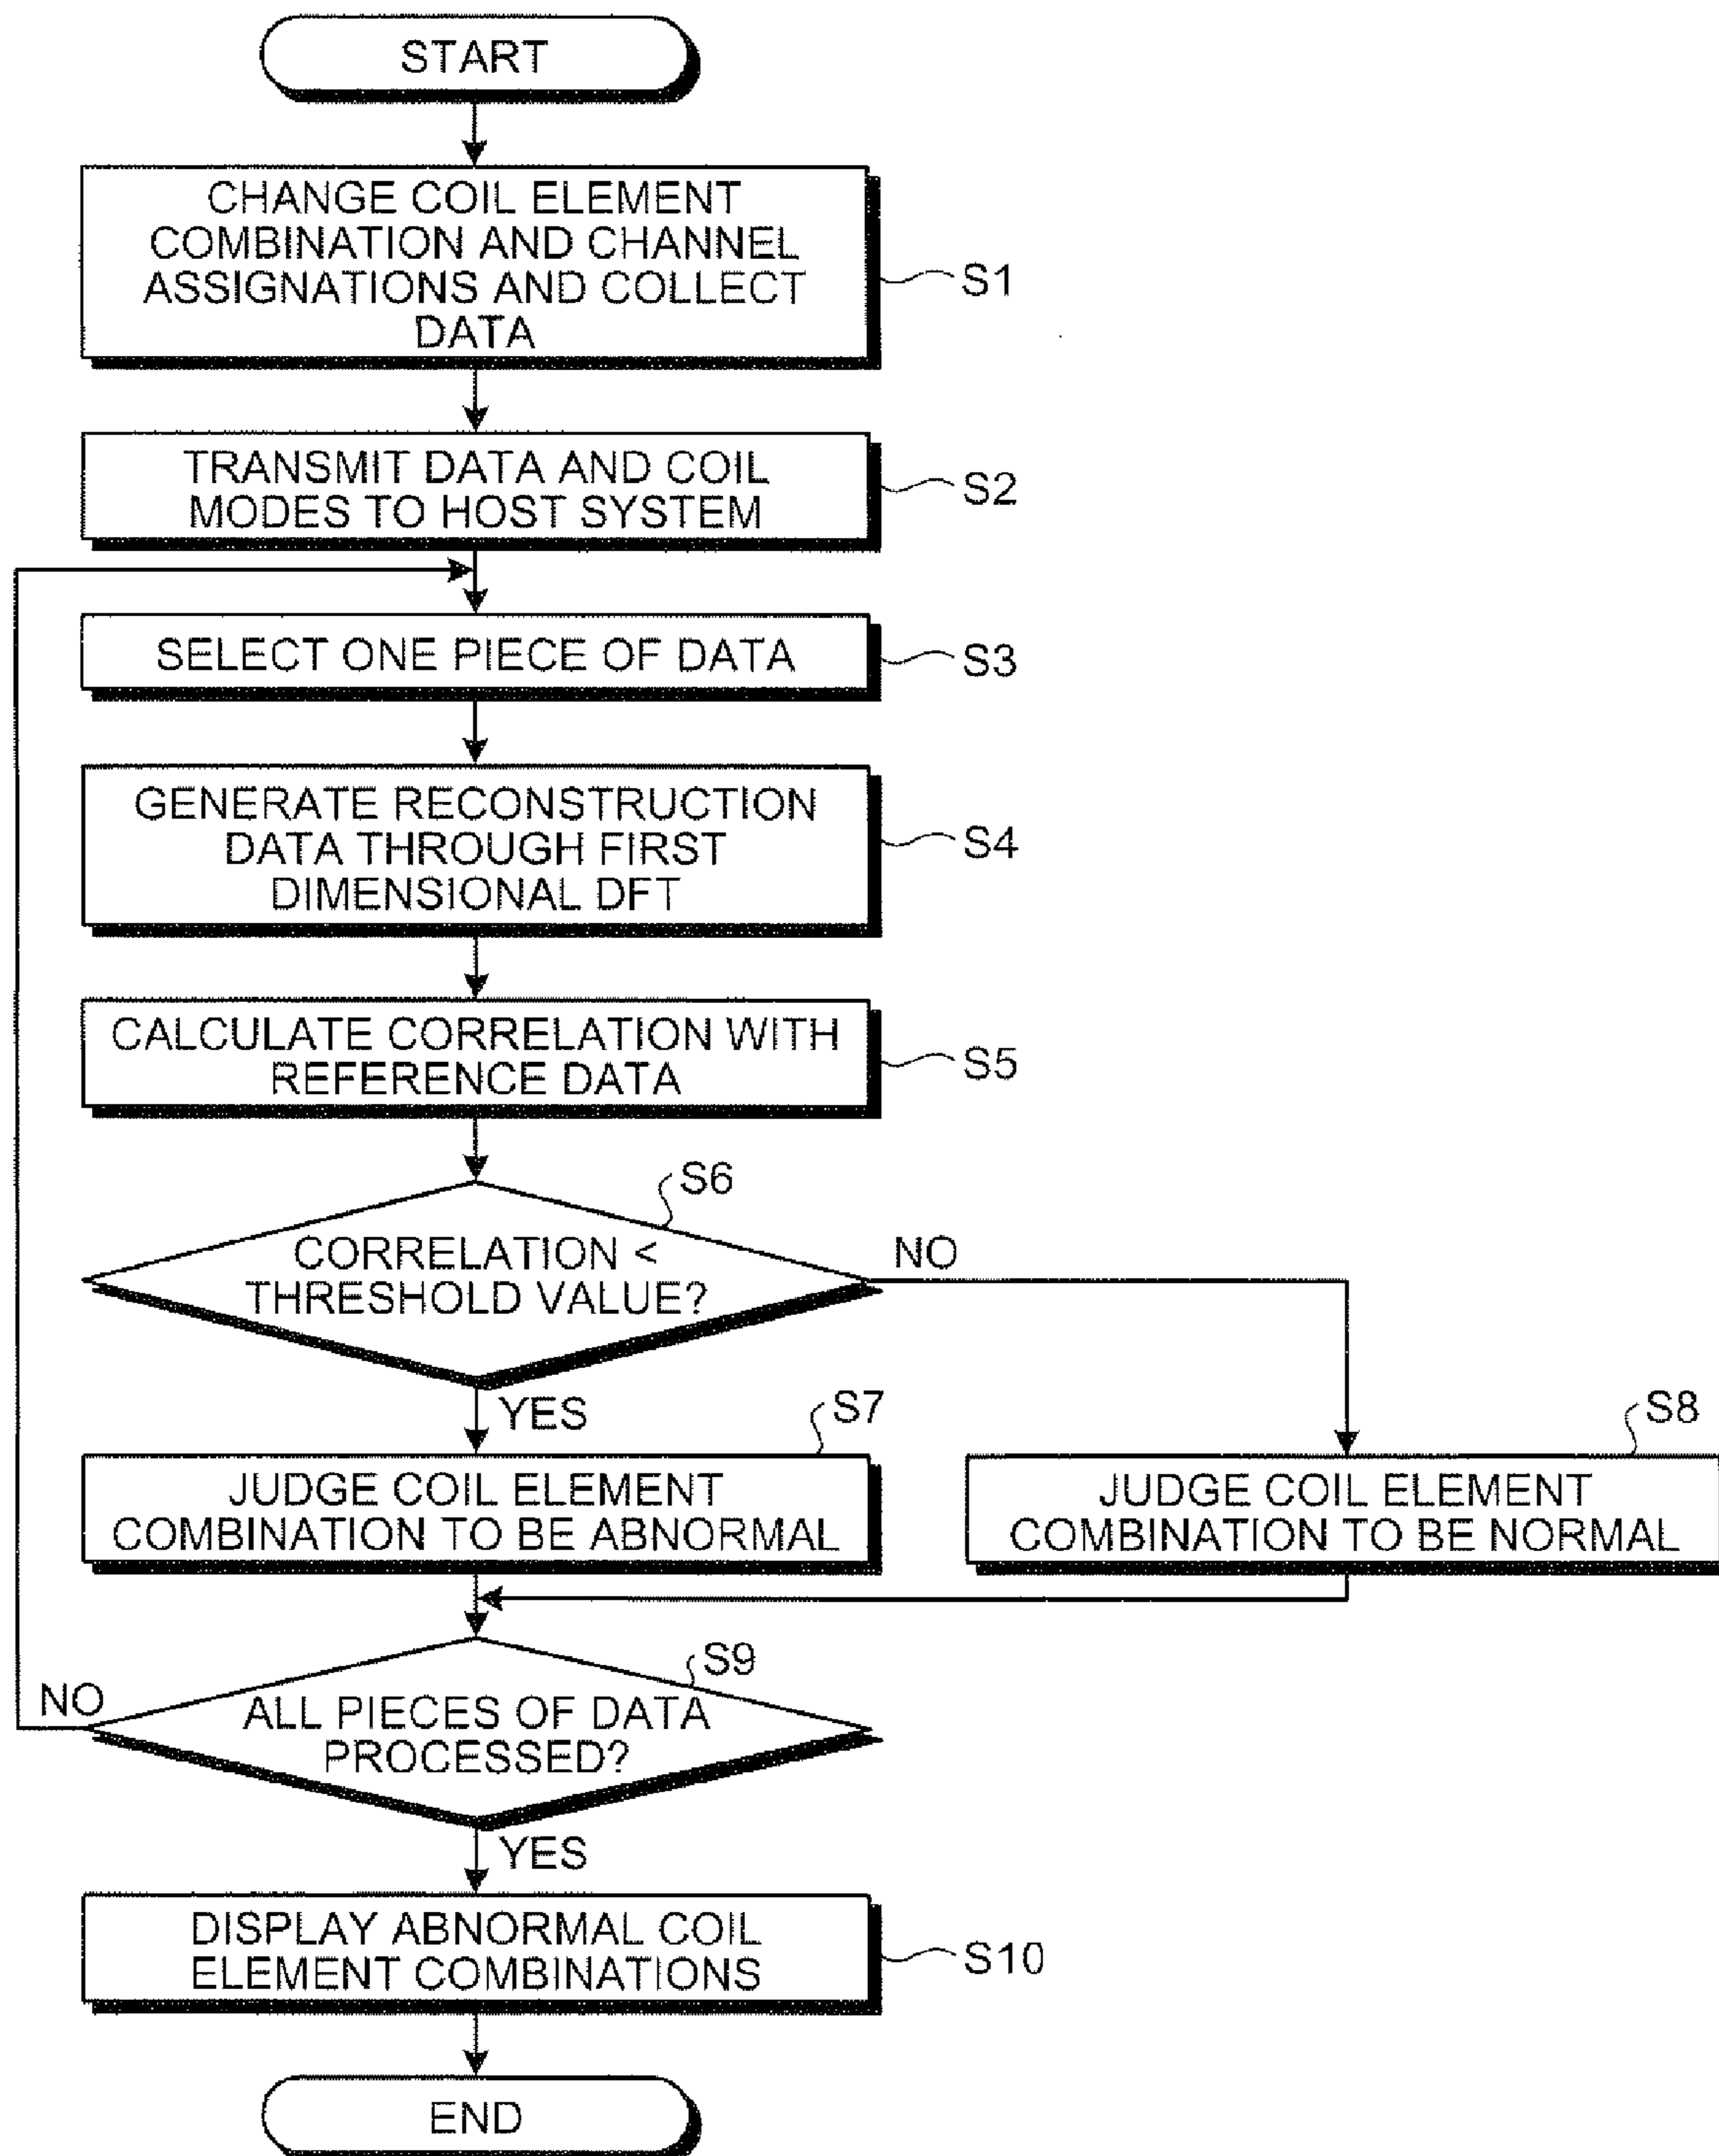 START
CHANGE COIL ELEMENT
COMBINATION AND CHANNEL
ASSIGNATIONS AND COLLECT
DATA
S1
TRANSMIT DATA AND COIL
MODES TO HOST SYSTEM
S2
SELECT ONE PIECE OF DATA
S3
GENERATE RECONSTRUCTION
DATA THROUGH FIRST
DIMENSIONAL DFT
S4
CALCULATE CORRELATION WITH
REFERENCE DATA
S5
S6
CORRELATION <
THRESHOLD VALUE?
NO
YES
S7
JUDGE COIL ELEMENT
COMBINATION TO BE ABNORMAL
S8
JUDGE COIL ELEMENT
COMBINATION TO BE NORMAL
S9
NO
ALL PIECES OF DATA
PROCESSED?
YES
DISPLAY ABNORMAL COIL
ELEMENT COMBINATIONS
S10
END